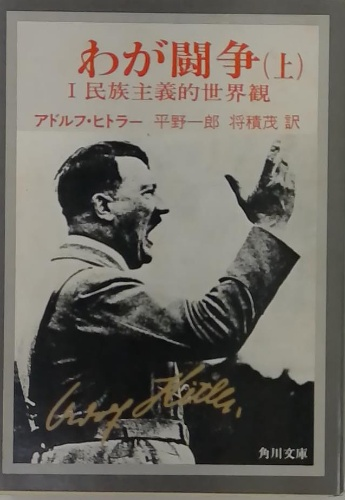 わが闘争(上)
I 民族主義的世界観
アドルフ・ヒトラー 平野一郎 将積茂 訳
Adolf Hitler.
角川文庫